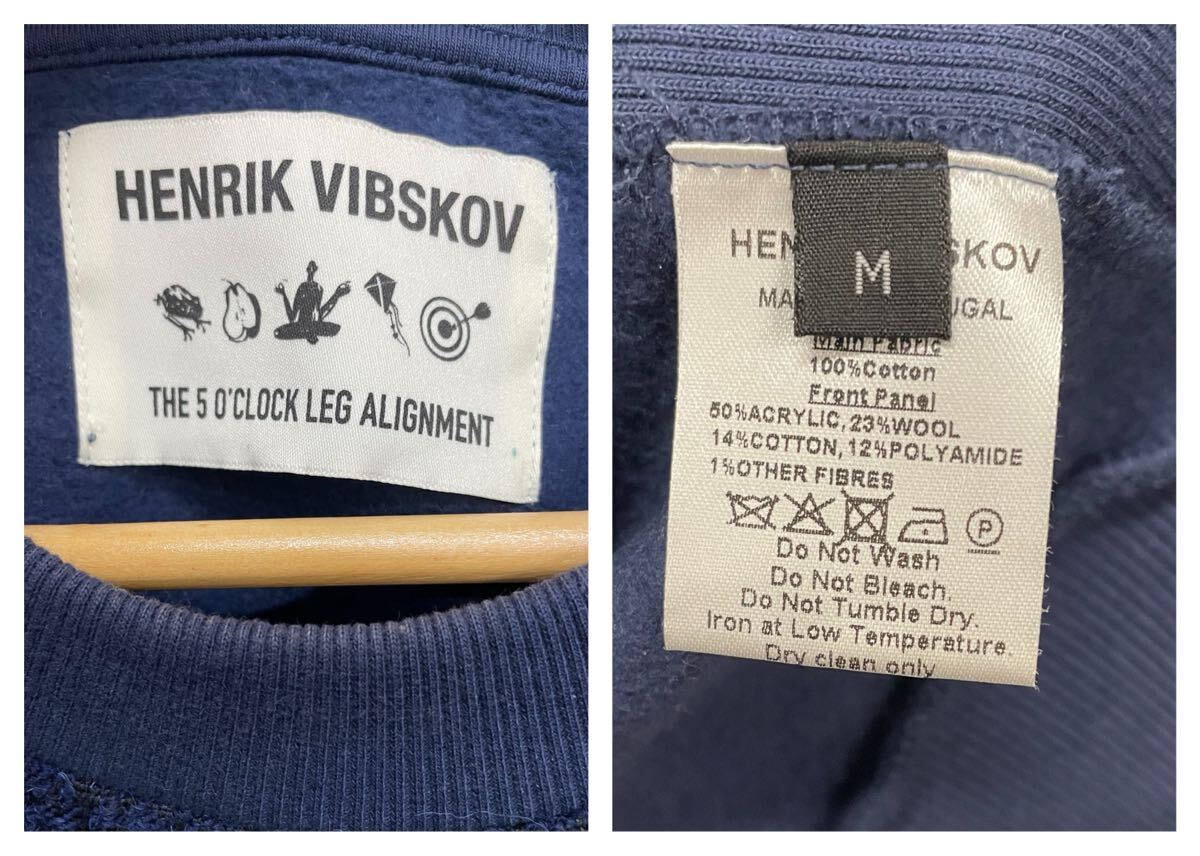 HENRIK VIBSKOV
THE 5 O'CLOCK LEG ALIGNMENT
M
HEN SKOV
MA UGAL
Main Fabric
100%Cotton
Front Panel
50%ACRYLIC, 23%WOOL
14%COTTON, 12%POLYAMIDE
1%OTHER FIBRES
P
Do Not Wash
Do Not Bleach.
Do Not Tumble Dry.
Iron at Low Temperature.
Dry clean only